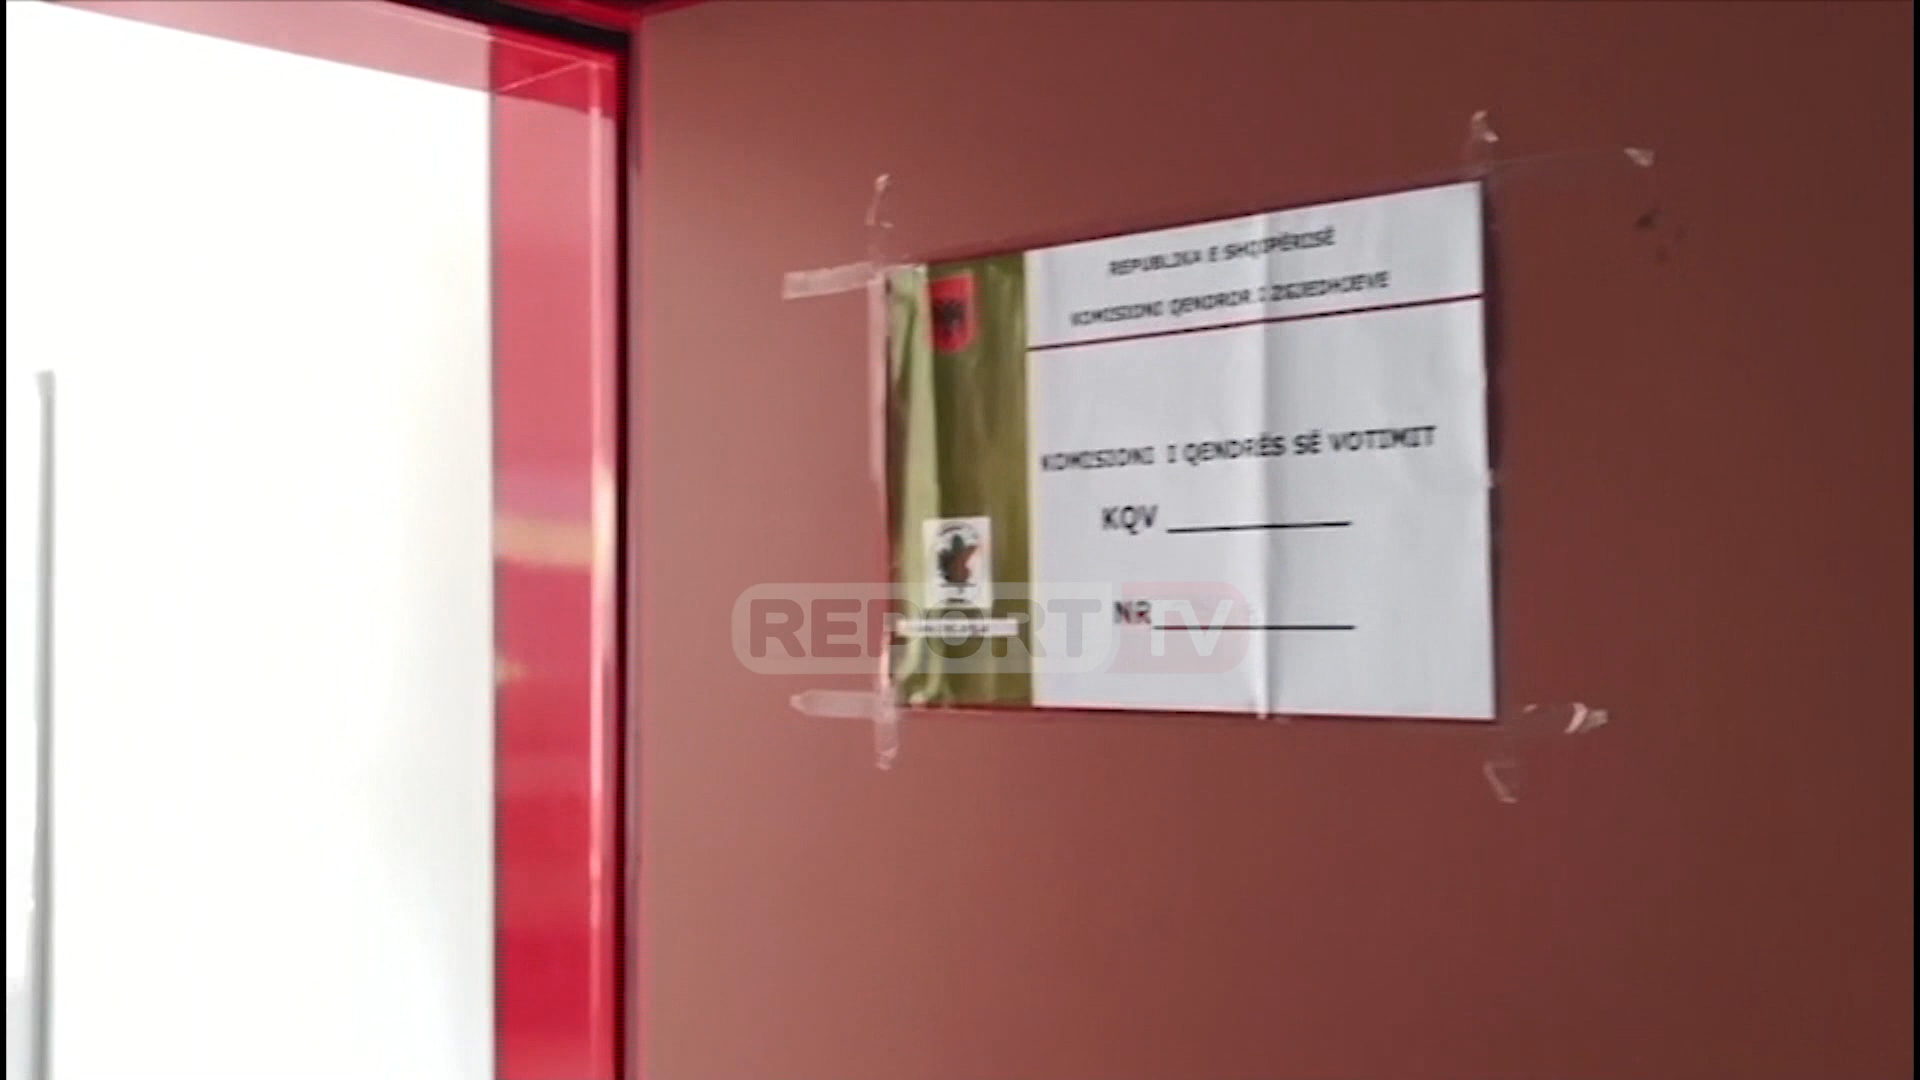 REPUBLIKA E SHQIPËRISË
KOMISIONI QENDROR I ZGJEDHJEVE
KOMISIONI I QENDRËS SË VOTIMIT
KQV
NR
REPORT TV